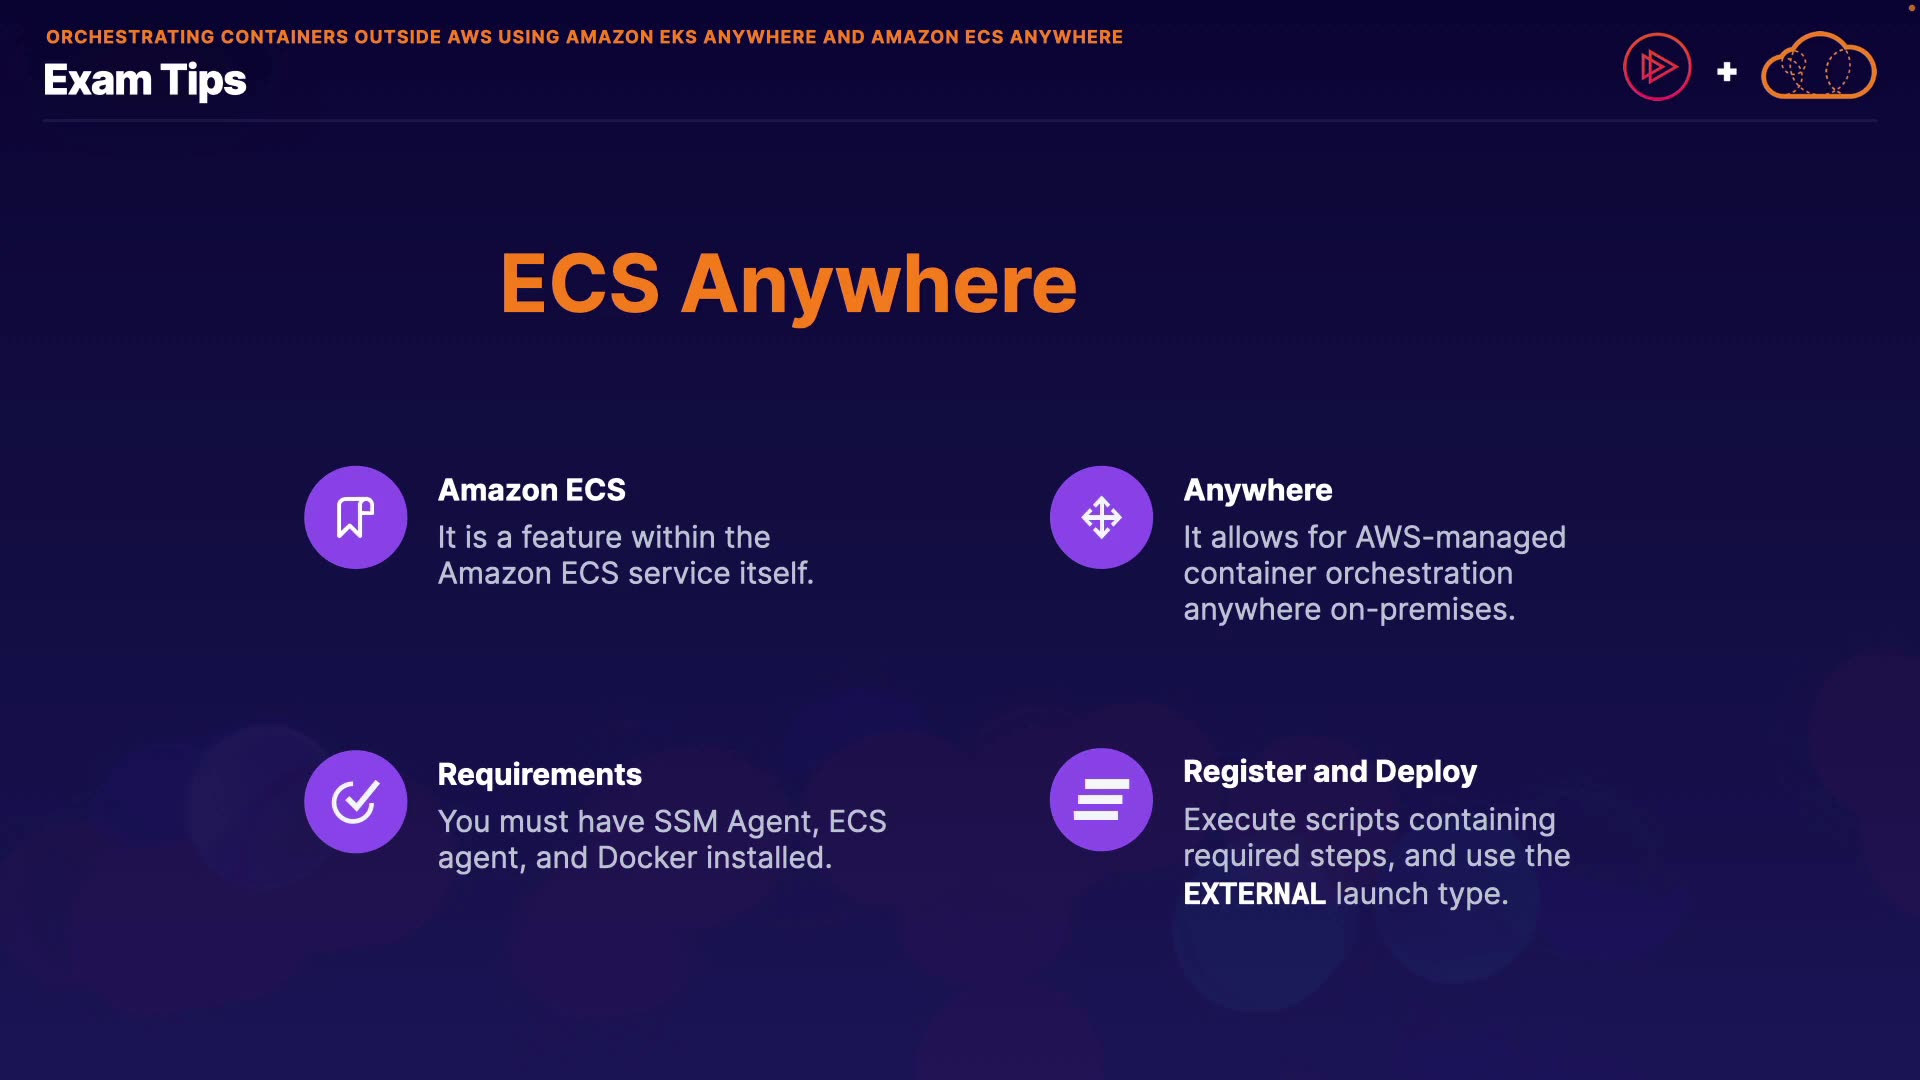 ORCHESTRATING CONTAINERS OUTSIDE AWS USING AMAZON EKS ANYWHERE AND AMAZON ECS ANYWHERE
Exam Tips
ECS Anywhere
Amazon ECS
It is a feature within the
Amazon ECS service itself.
Anywhere
It allows for AWS-managed
container orchestration
anywhere on-premises.
Requirements
You must have SSM Agent, ECS
agent, and Docker installed.
Register and Deploy
Execute scripts containing
required steps, and use the
EXTERNAL launch type.